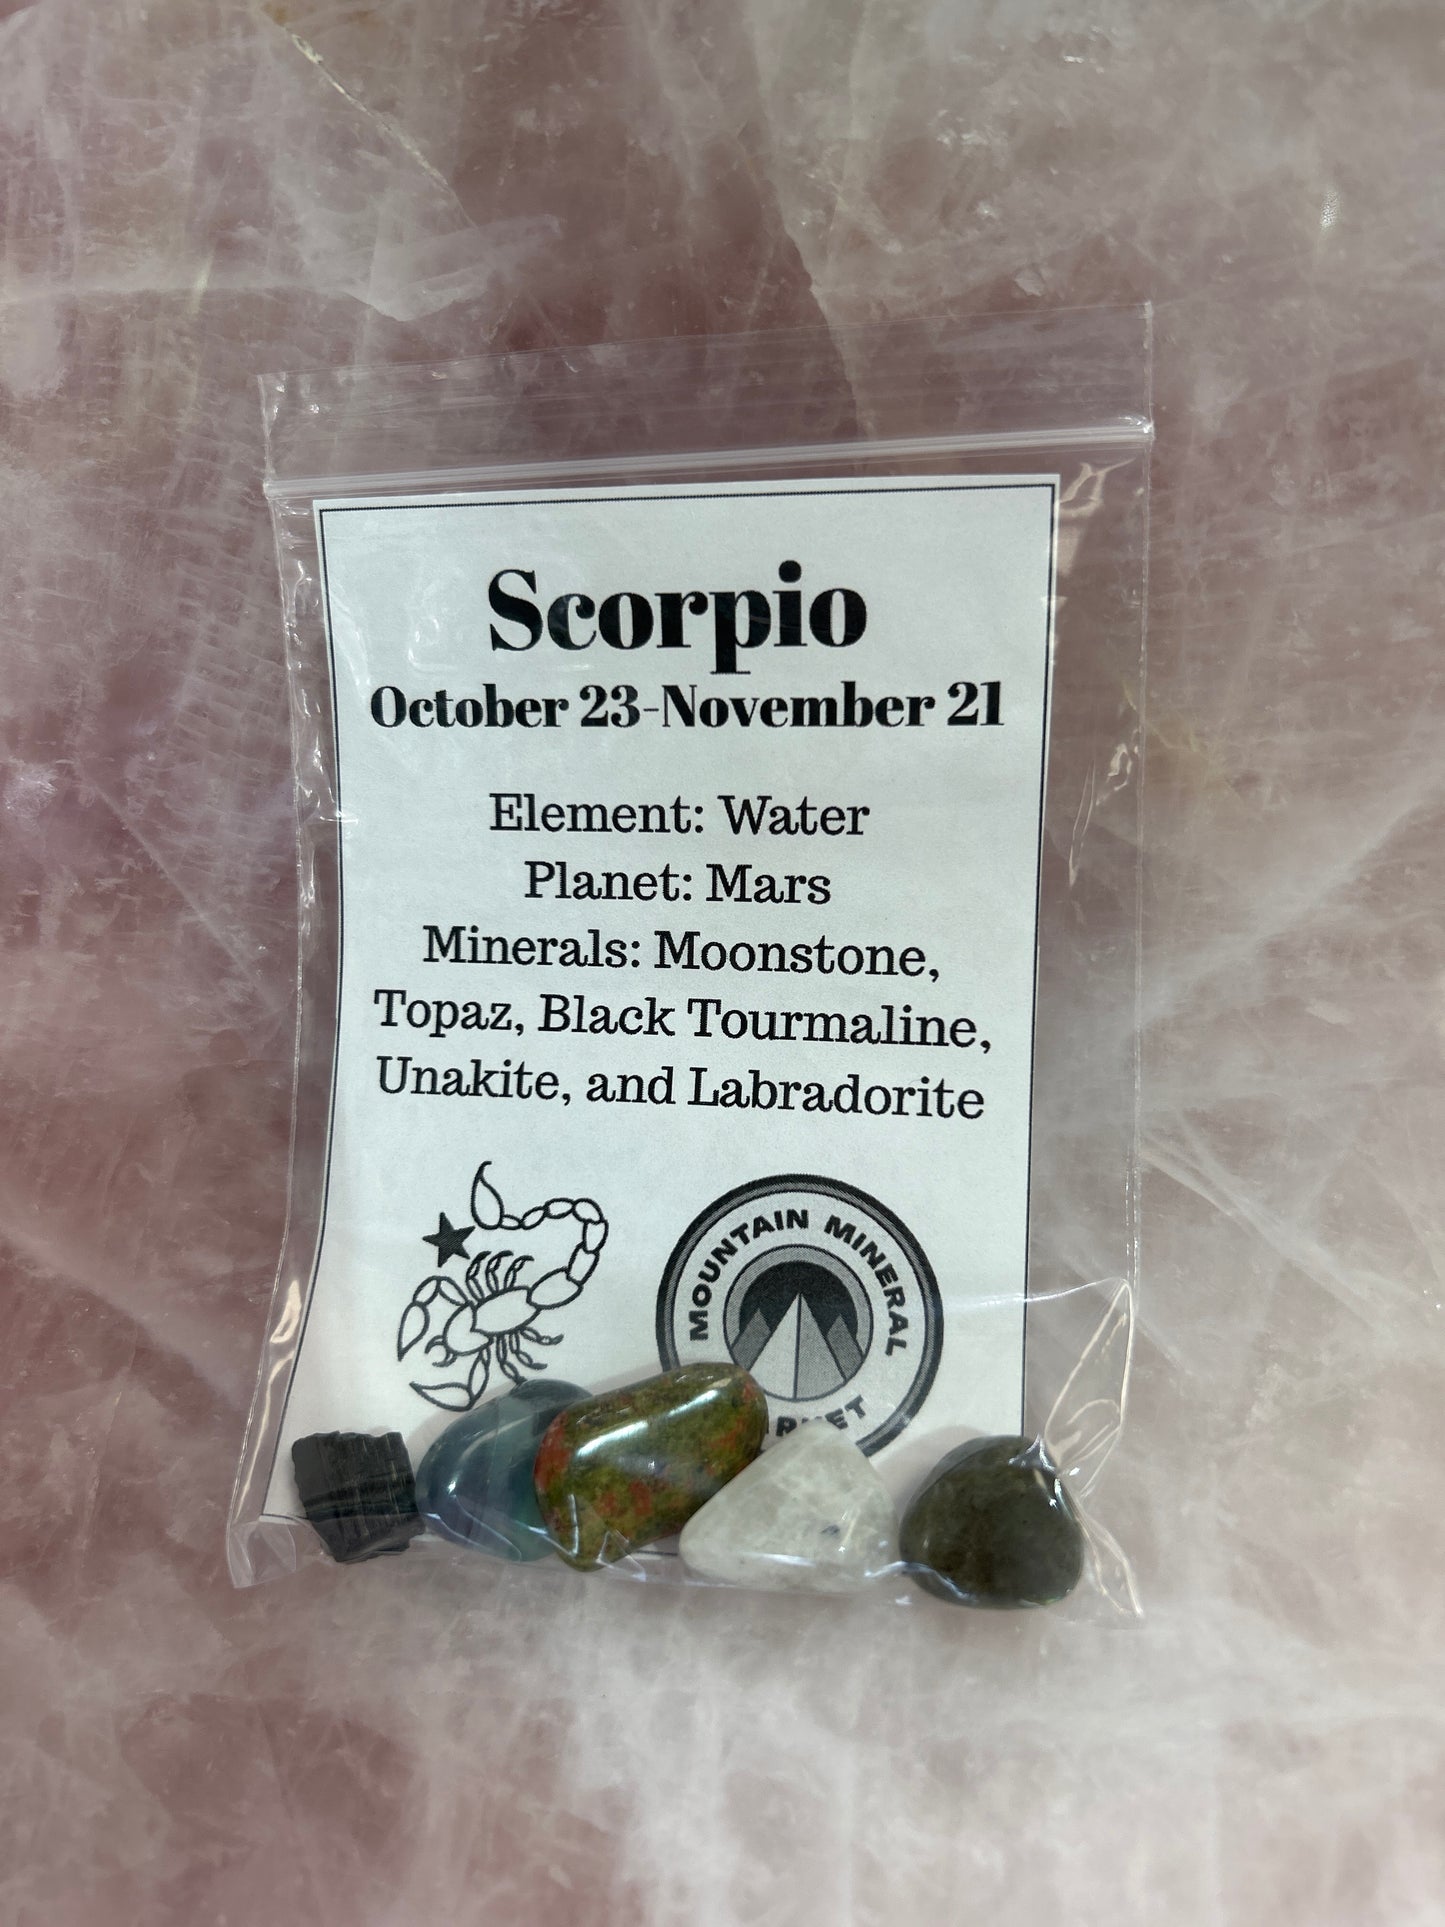 Scorpio
October 23-November 21
Element: Water
Planet: Mars
Minerals: Moonstone,
Topaz, Black Tourmaline,
Unakite, and Labradorite
MOUNTAIN MINERAL